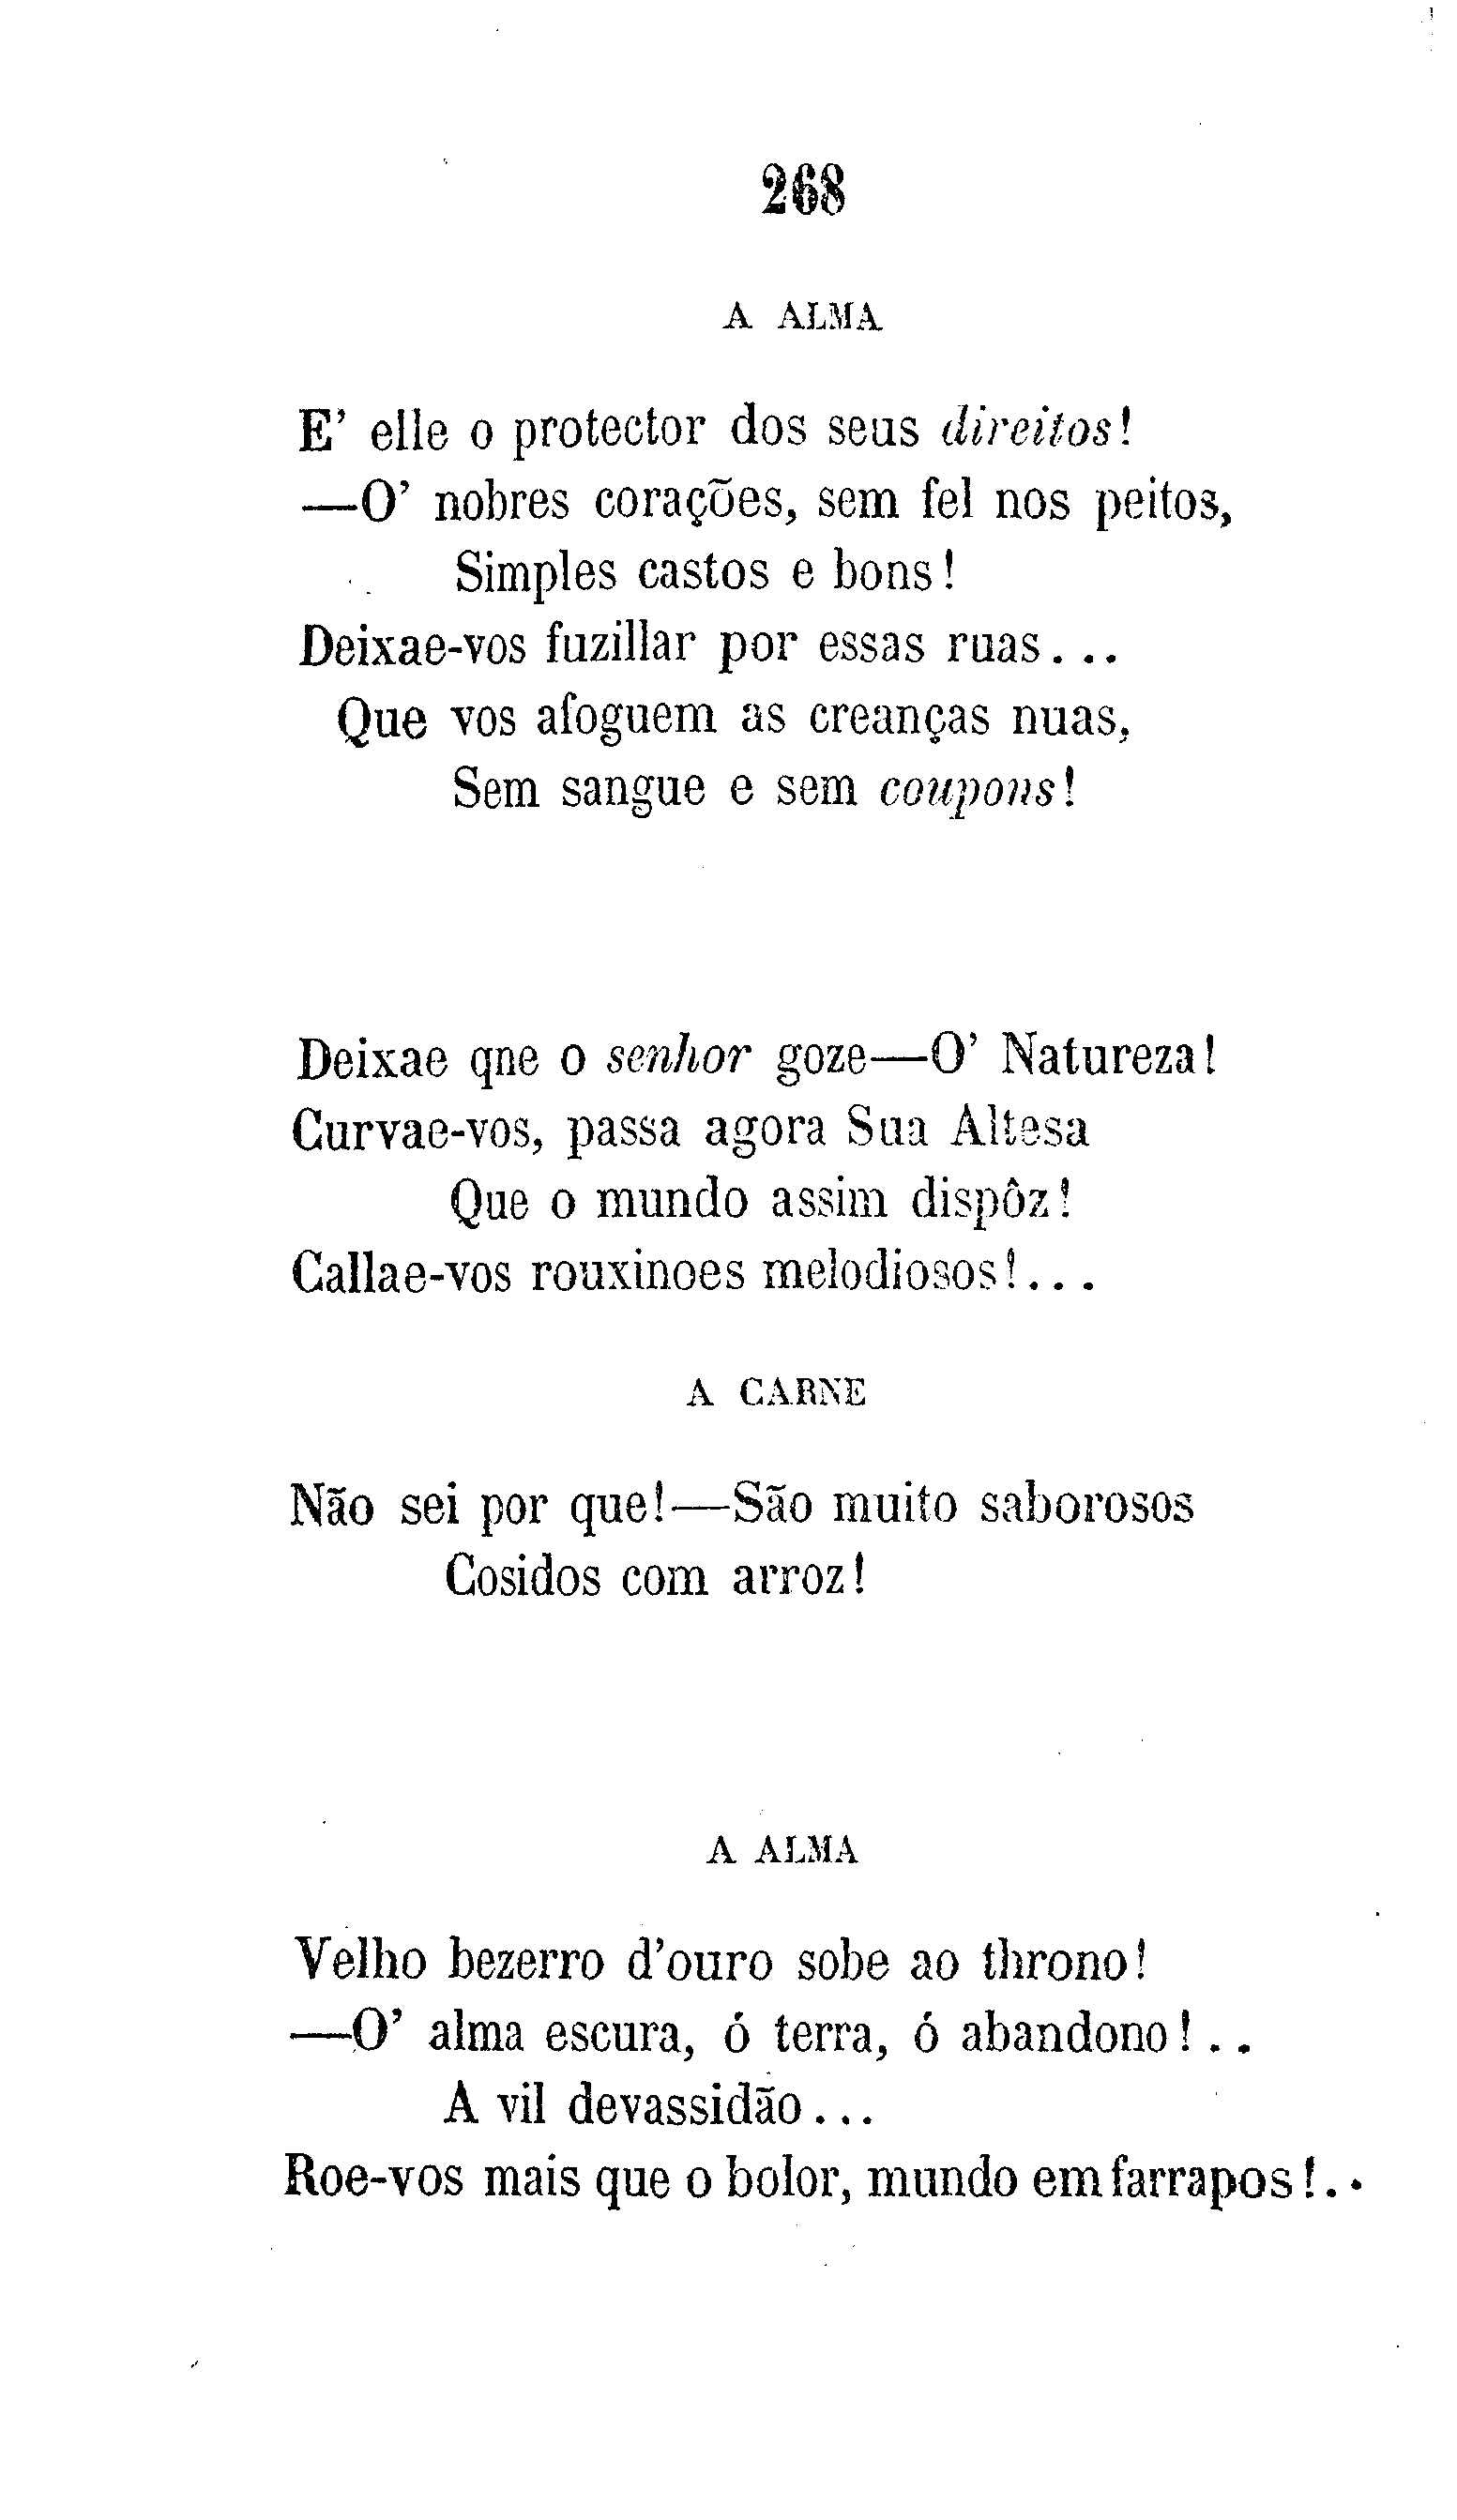 268
A ALMA
E' elle o protector dos seus direitos!
—O' nobres corações, sem fel nos peitos,
Simples castos e bons!
Deixae-vos fuzillar por essas ruas...
Que vos afoguem as creanças nuas,
Sem sangue e sem coupons!
Deixae qne o senhor goze—O' Natureza!
Curvae-vos, passa agora Sua Altesa
Que o mundo assim dispôz!
Callae-vos rouxinoes melodiosos!...
A CARNE
Não sei por que!—São muito saborosos
Cosidos com arroz!
A ALMA
Velho bezerro d'ouro sobe ao throno!
—O' alma escura, ó terra, ó abandono!..
A vil devassidão...
Roe-vos mais que o bolor, mundo em farrapos!..